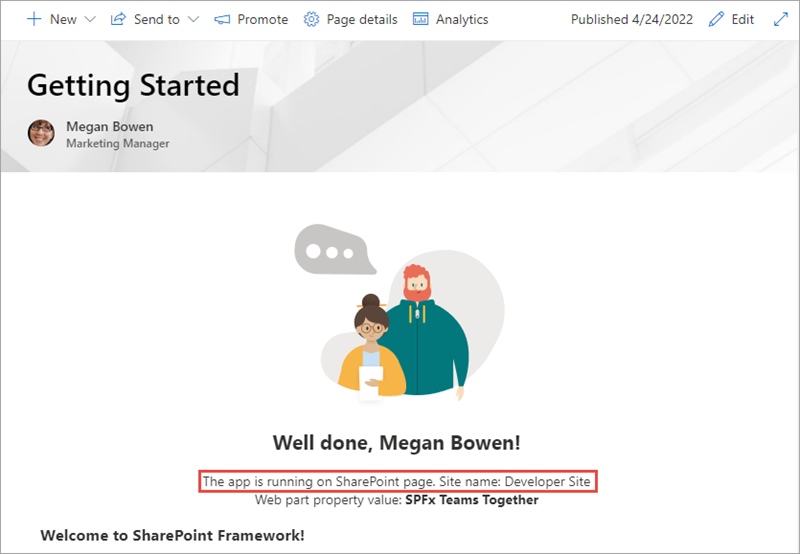 New Send to Promote Page details Analytics Published 4/24/2022 Edit
Getting Started
Megan Bowen
Marketing Manager
Well done, Megan Bowen!
The app is running on SharePoint page. Site name: Developer Site
Web part property value: SPFx Teams Together
Welcome to SharePoint Framework!